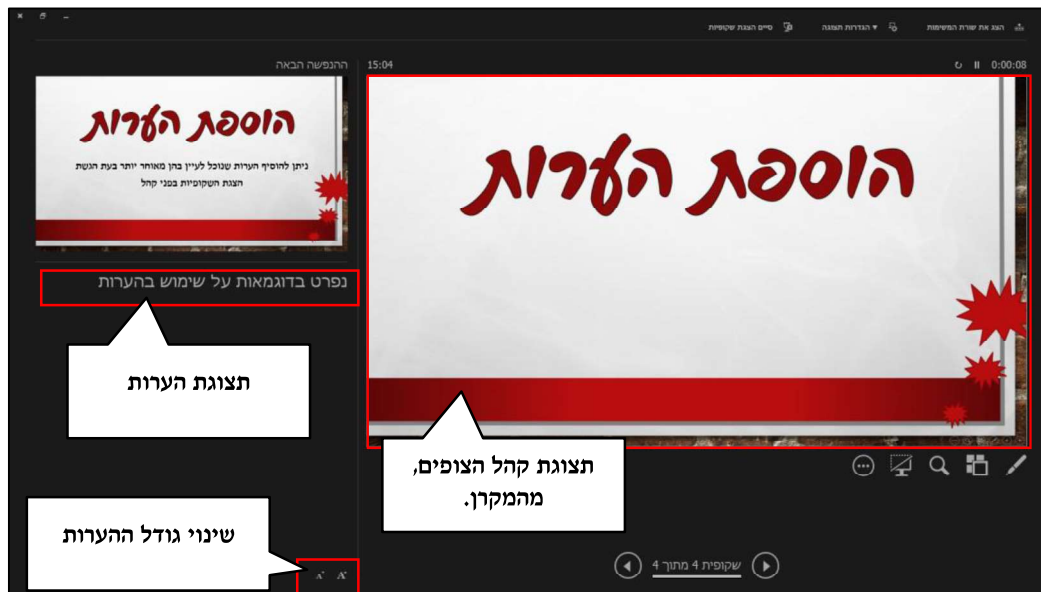 הצג את שורת המשימות
הגדרות תצוגה ▼
סיים הצגת שקופיות
0:00:08
15:04
ההנפשה הבאה
הוספת הערות
הוספת הערות
ניתן להוסיף הערות שנוכל לעיין בהן מאוחר יותר בעת הגשת
הצגת השקופיות בפני קהל
נפרט בדוגמאות על שימוש בהערות
תצוגת הערות
תצוגת קהל הצופים,
מהמקרן.
שינוי גודל ההערות
A A
שקופית 4 מתוך 4